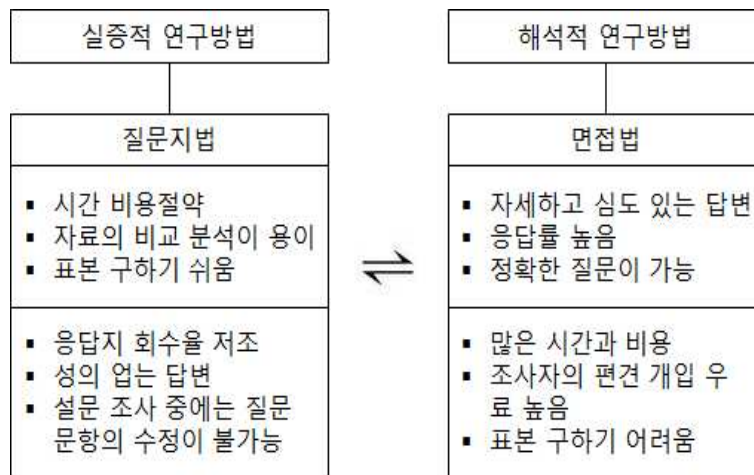 실증적 연구방법
질문지법
▪ 시간 비용절약
▪ 자료의 비교 분석이 용이
▪ 표본 구하기 쉬움
▪ 응답지 회수율 저조
▪ 성의 업는 답변
▪ 설문 조사 중에는 질문
문항의 수정이 불가능
⇌
해석적 연구방법
면접법
▪ 자세하고 심도 있는 답변
▪ 응답률 높음
▪ 정확한 질문이 가능
▪ 많은 시간과 비용
▪ 조사자의 편견 개입 우
료 높음
▪ 표본 구하기 어려움